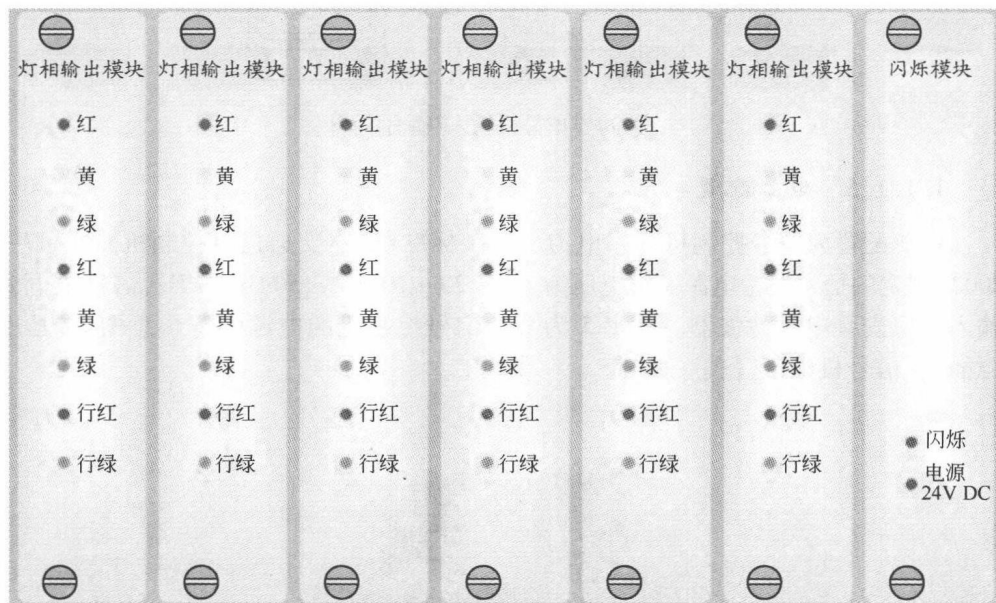 灯相输出模块 灯相输出模块 灯相输出模块 灯相输出模块 灯相输出模块 灯相输出模块 闪烁模块
红 红 红 红 红 红
黄 黄 黄 黄 黄 黄
绿 绿 绿 绿 绿 绿
红 红 红 红 红 红
黄 黄 黄 黄 黄 黄
绿 绿 绿 绿 绿 绿
行红 行红 行红 行红 行红 行红
闪烁
行绿 行绿 行绿 行绿 行绿 行绿
电源
24V DC